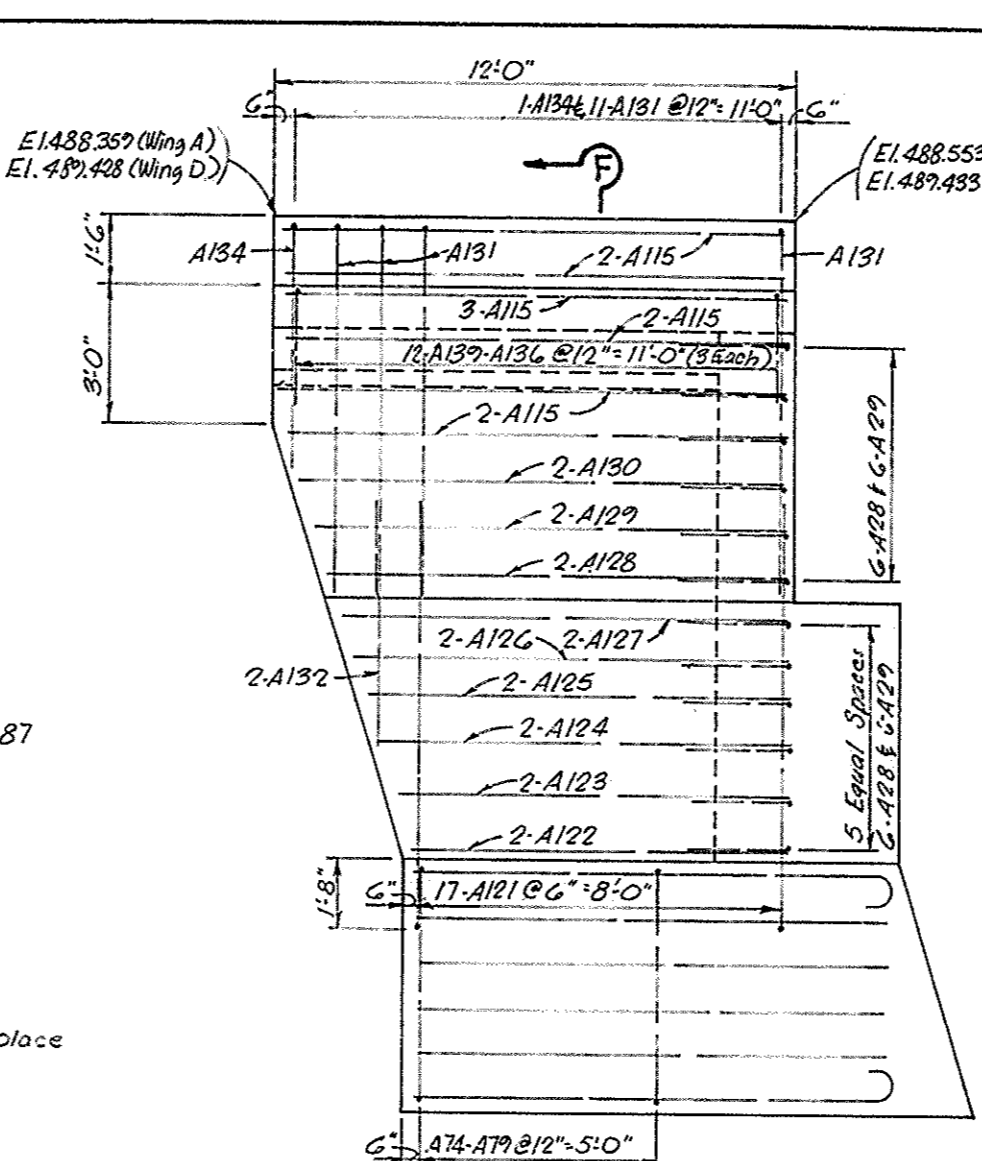 12'-0"
6" 1-A134 & 11-A131 @12"= 11'-0" 6"
El. 488.359 (Wing A)
El. 489.428 (Wing D)
El. 488.553
El. 489.433
F
1'-6"
A134
A131
2-A115
A131
3-A115
2-A115
3'-0"
12-A139-A136 @12"= 11'-0" (3 Each)
2-A115
2-A130
2-A129
2-A128
6-A28 & 6-A29
2-A126 2-A127
2-A132
2-A125
2-A124
2-A123
2-A122
5 Equal Spaces
6-A28 & 6-A29
87
1'-8"
6" 17-A121 @ 6" = 8'-0"
place
6" A74-A79 @12"=5'-0"